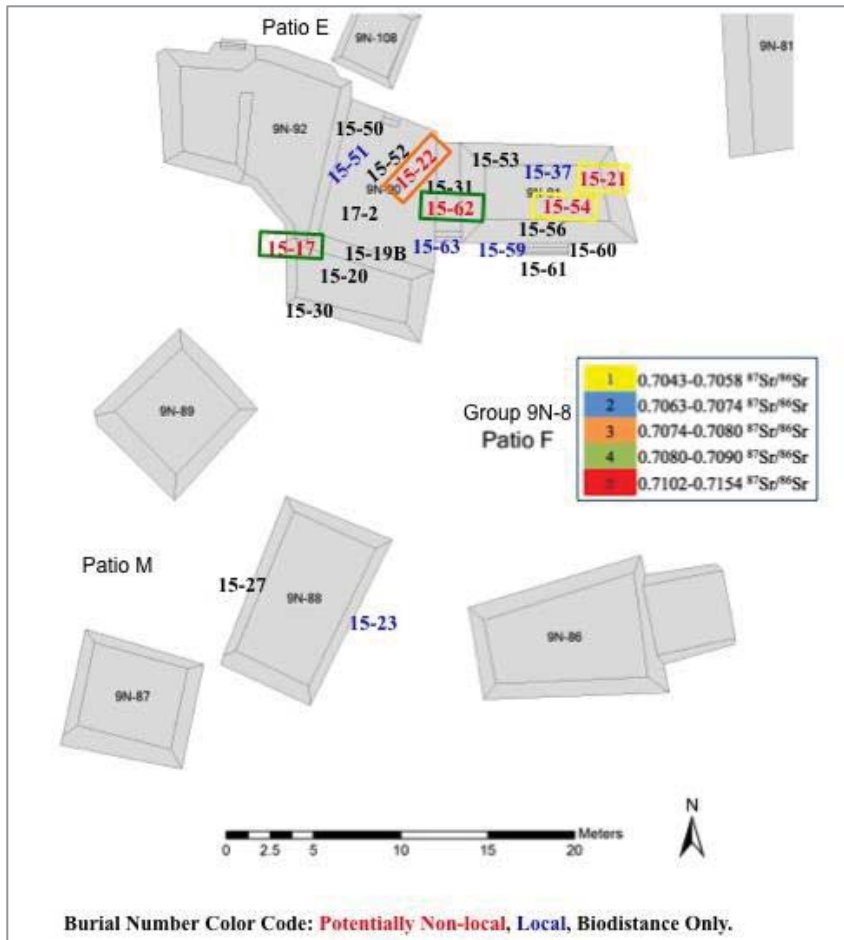 Patio E
9N-108
9N-81
9N-92
15-50
15-51
15-52
15-22
15-53
15-37
15-21
15-31
17-2
15-62
15-54
15-56
15-17
15-19B
15-63
15-59
15-60
15-20
15-61
15-30
9N-89
Group 9N-8
Patio F
1 0.7043-0.7058 ⁸⁷Sr/⁸⁶Sr
2 0.7063-0.7074 ⁸⁷Sr/⁸⁶Sr
3 0.7074-0.7080 ⁸⁷Sr/⁸⁶Sr
4 0.7080-0.7090 ⁸⁷Sr/⁸⁶Sr
0.7102-0.7154 ⁸⁷Sr/⁸⁶Sr
Patio M
15-27
9N-88
15-23
9N-86
9N-87
N
Meters
0 2.5 5 10 15 20
Burial Number Color Code: Potentially Non-local, Local, Biodistance Only.